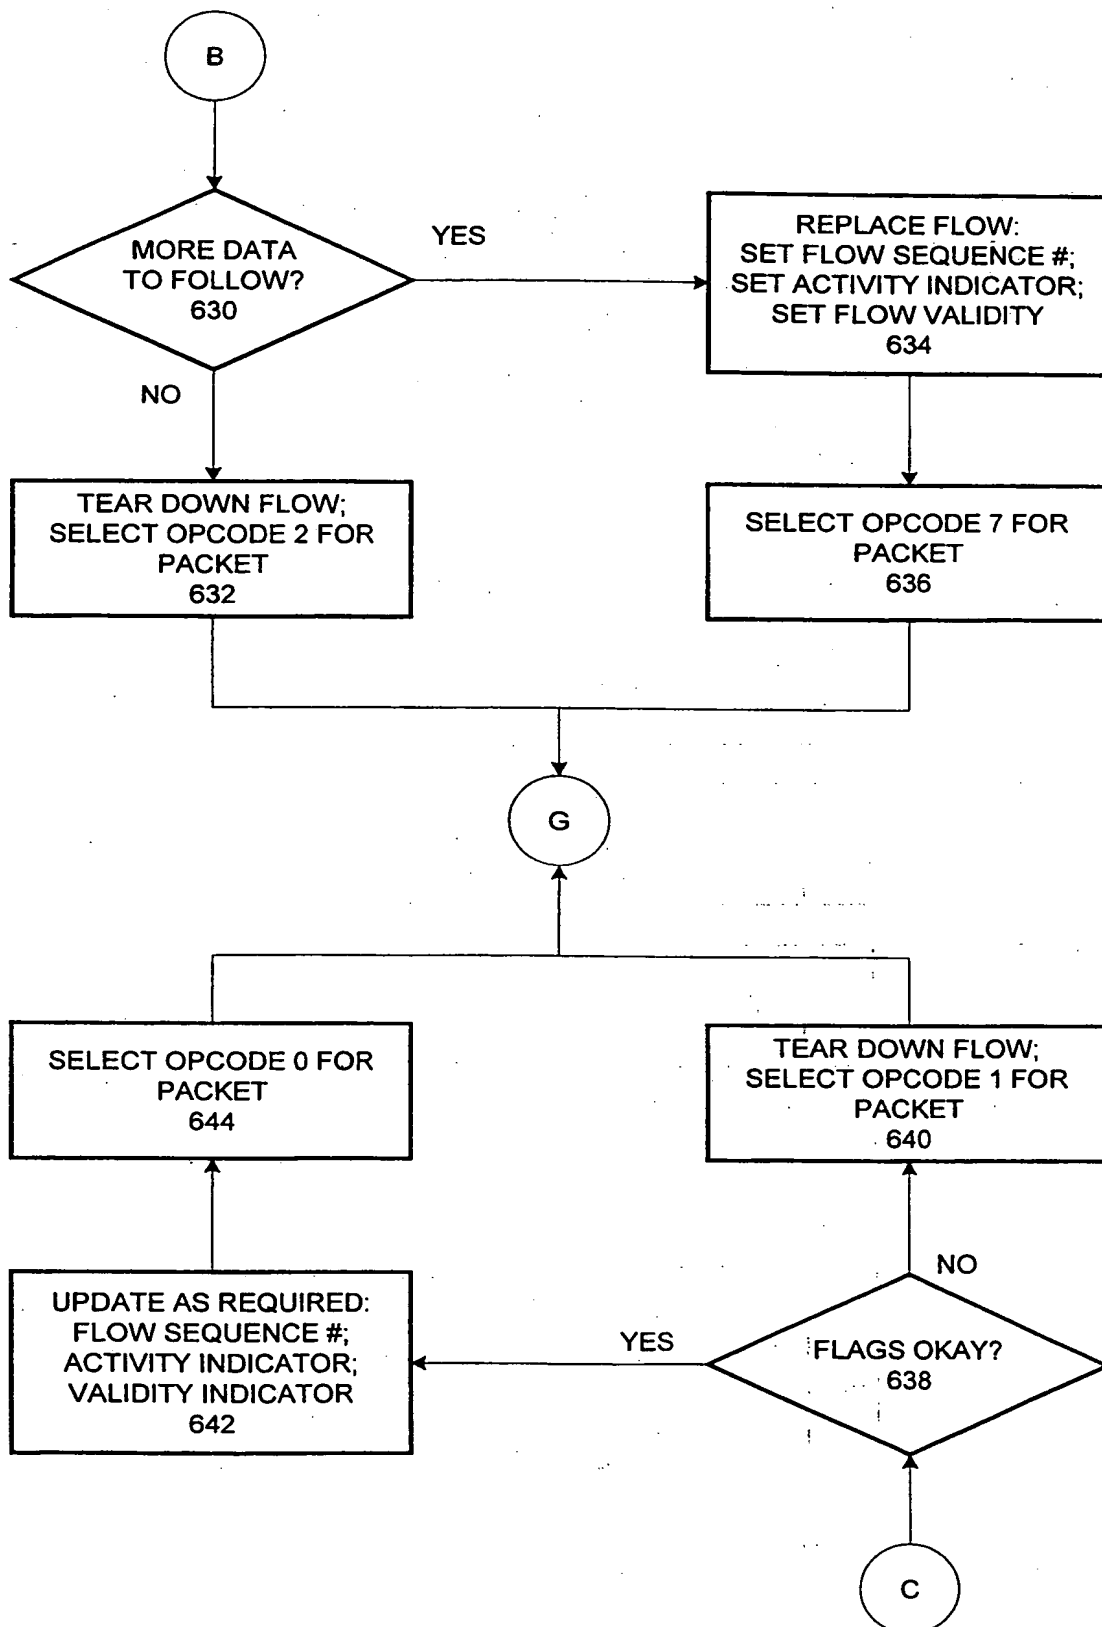 B
MORE DATA
TO FOLLOW?
630
YES
NO
REPLACE FLOW:
SET FLOW SEQUENCE #;
SET ACTIVITY INDICATOR;
SET FLOW VALIDITY
634
TEAR DOWN FLOW;
SELECT OPCODE 2 FOR
PACKET
632
SELECT OPCODE 7 FOR
PACKET
636
G
SELECT OPCODE 0 FOR
PACKET
644
TEAR DOWN FLOW;
SELECT OPCODE 1 FOR
PACKET
640
NO
UPDATE AS REQUIRED:
FLOW SEQUENCE #;
ACTIVITY INDICATOR;
VALIDITY INDICATOR
642
YES
FLAGS OKAY?
638
C